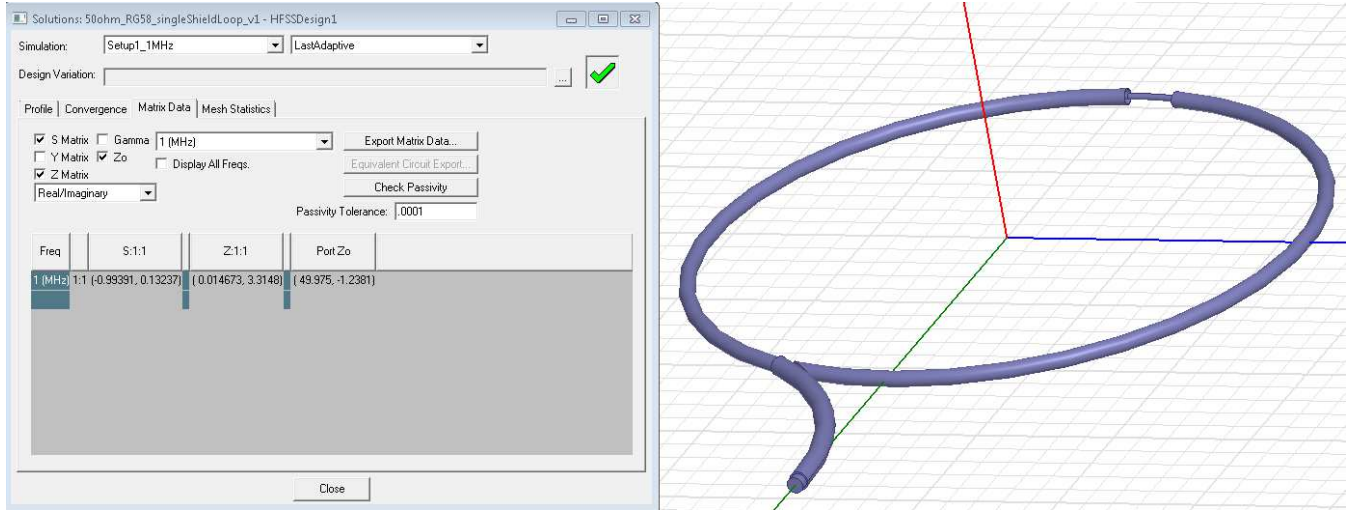 Solutions: 50ohm_RG58_singleShieldLoop_v1 - HFSSDesign1
Simulation: Setup1_1MHz LastAdaptive
Design Variation: ...
Profile Convergence Matrix Data Mesh Statistics
S Matrix Gamma 1 (MHz) Export Matrix Data...
Y Matrix Zo Display All Freqs. Equivalent Circuit Export...
Z Matrix Check Passivity
Real/Imaginary
Passivity Tolerance: .0001
Freq S:1:1 Z:1:1 Port Zo
1 (MHz) 1:1 (-0.99391, 0.13237) ( 0.014673, 3.3148) ( 49.975, -1.2381)
Close